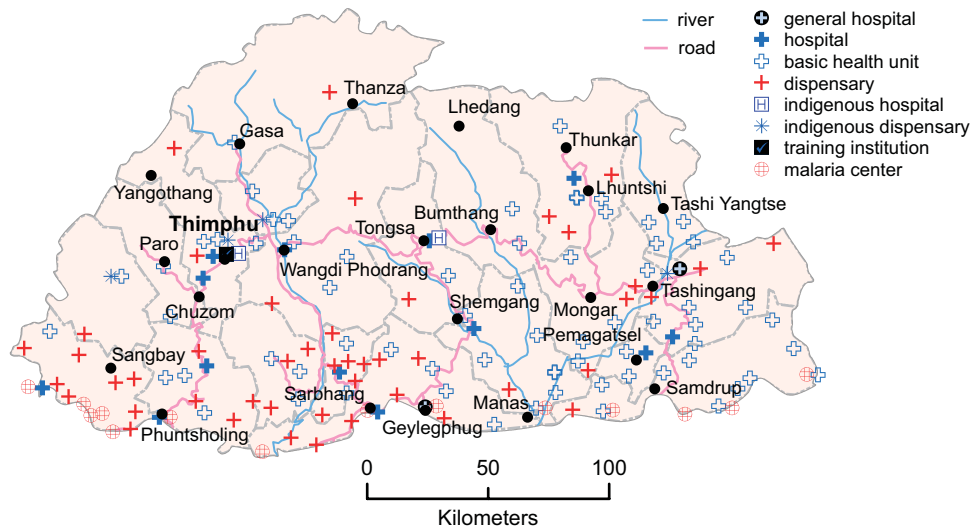 river
road
general hospital
hospital
basic health unit
dispensary
H indigenous hospital
indigenous dispensary
training institution
malaria center
Thanza
Lhedang
Gasa
Thunkar
Yangothang
Lhuntshi
Tashi Yangtse
Thimphu
Bumthang
Tongsa
H
Paro
H
Wangdi Phodrang
Tashingang
Chuzom
Shemgang
Mongar
Pemagatsel
Sangbay
Sarbhang
Samdrup
Manas
Phuntsholing
Geylegphug
0 50 100
Kilometers